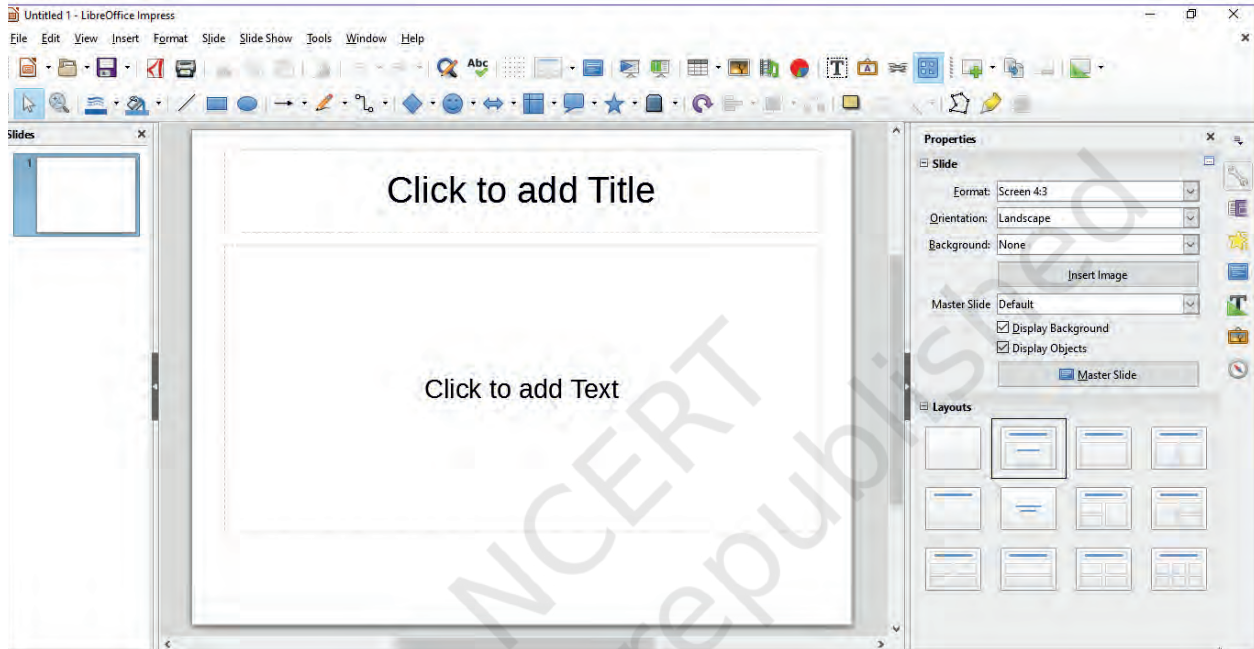 Untitled 1 - LibreOffice Impress
File Edit View Insert Format Slide Slide Show Tools Window Help
Abc
T
A
Slides
1
Click to add Title
Click to add Text
Properties
Slide
Format: Screen 4:3
Orientation: Landscape
Background: None
Insert Image
Master Slide Default
Display Background
Display Objects
Master Slide
Layouts
T
NCERT
republished